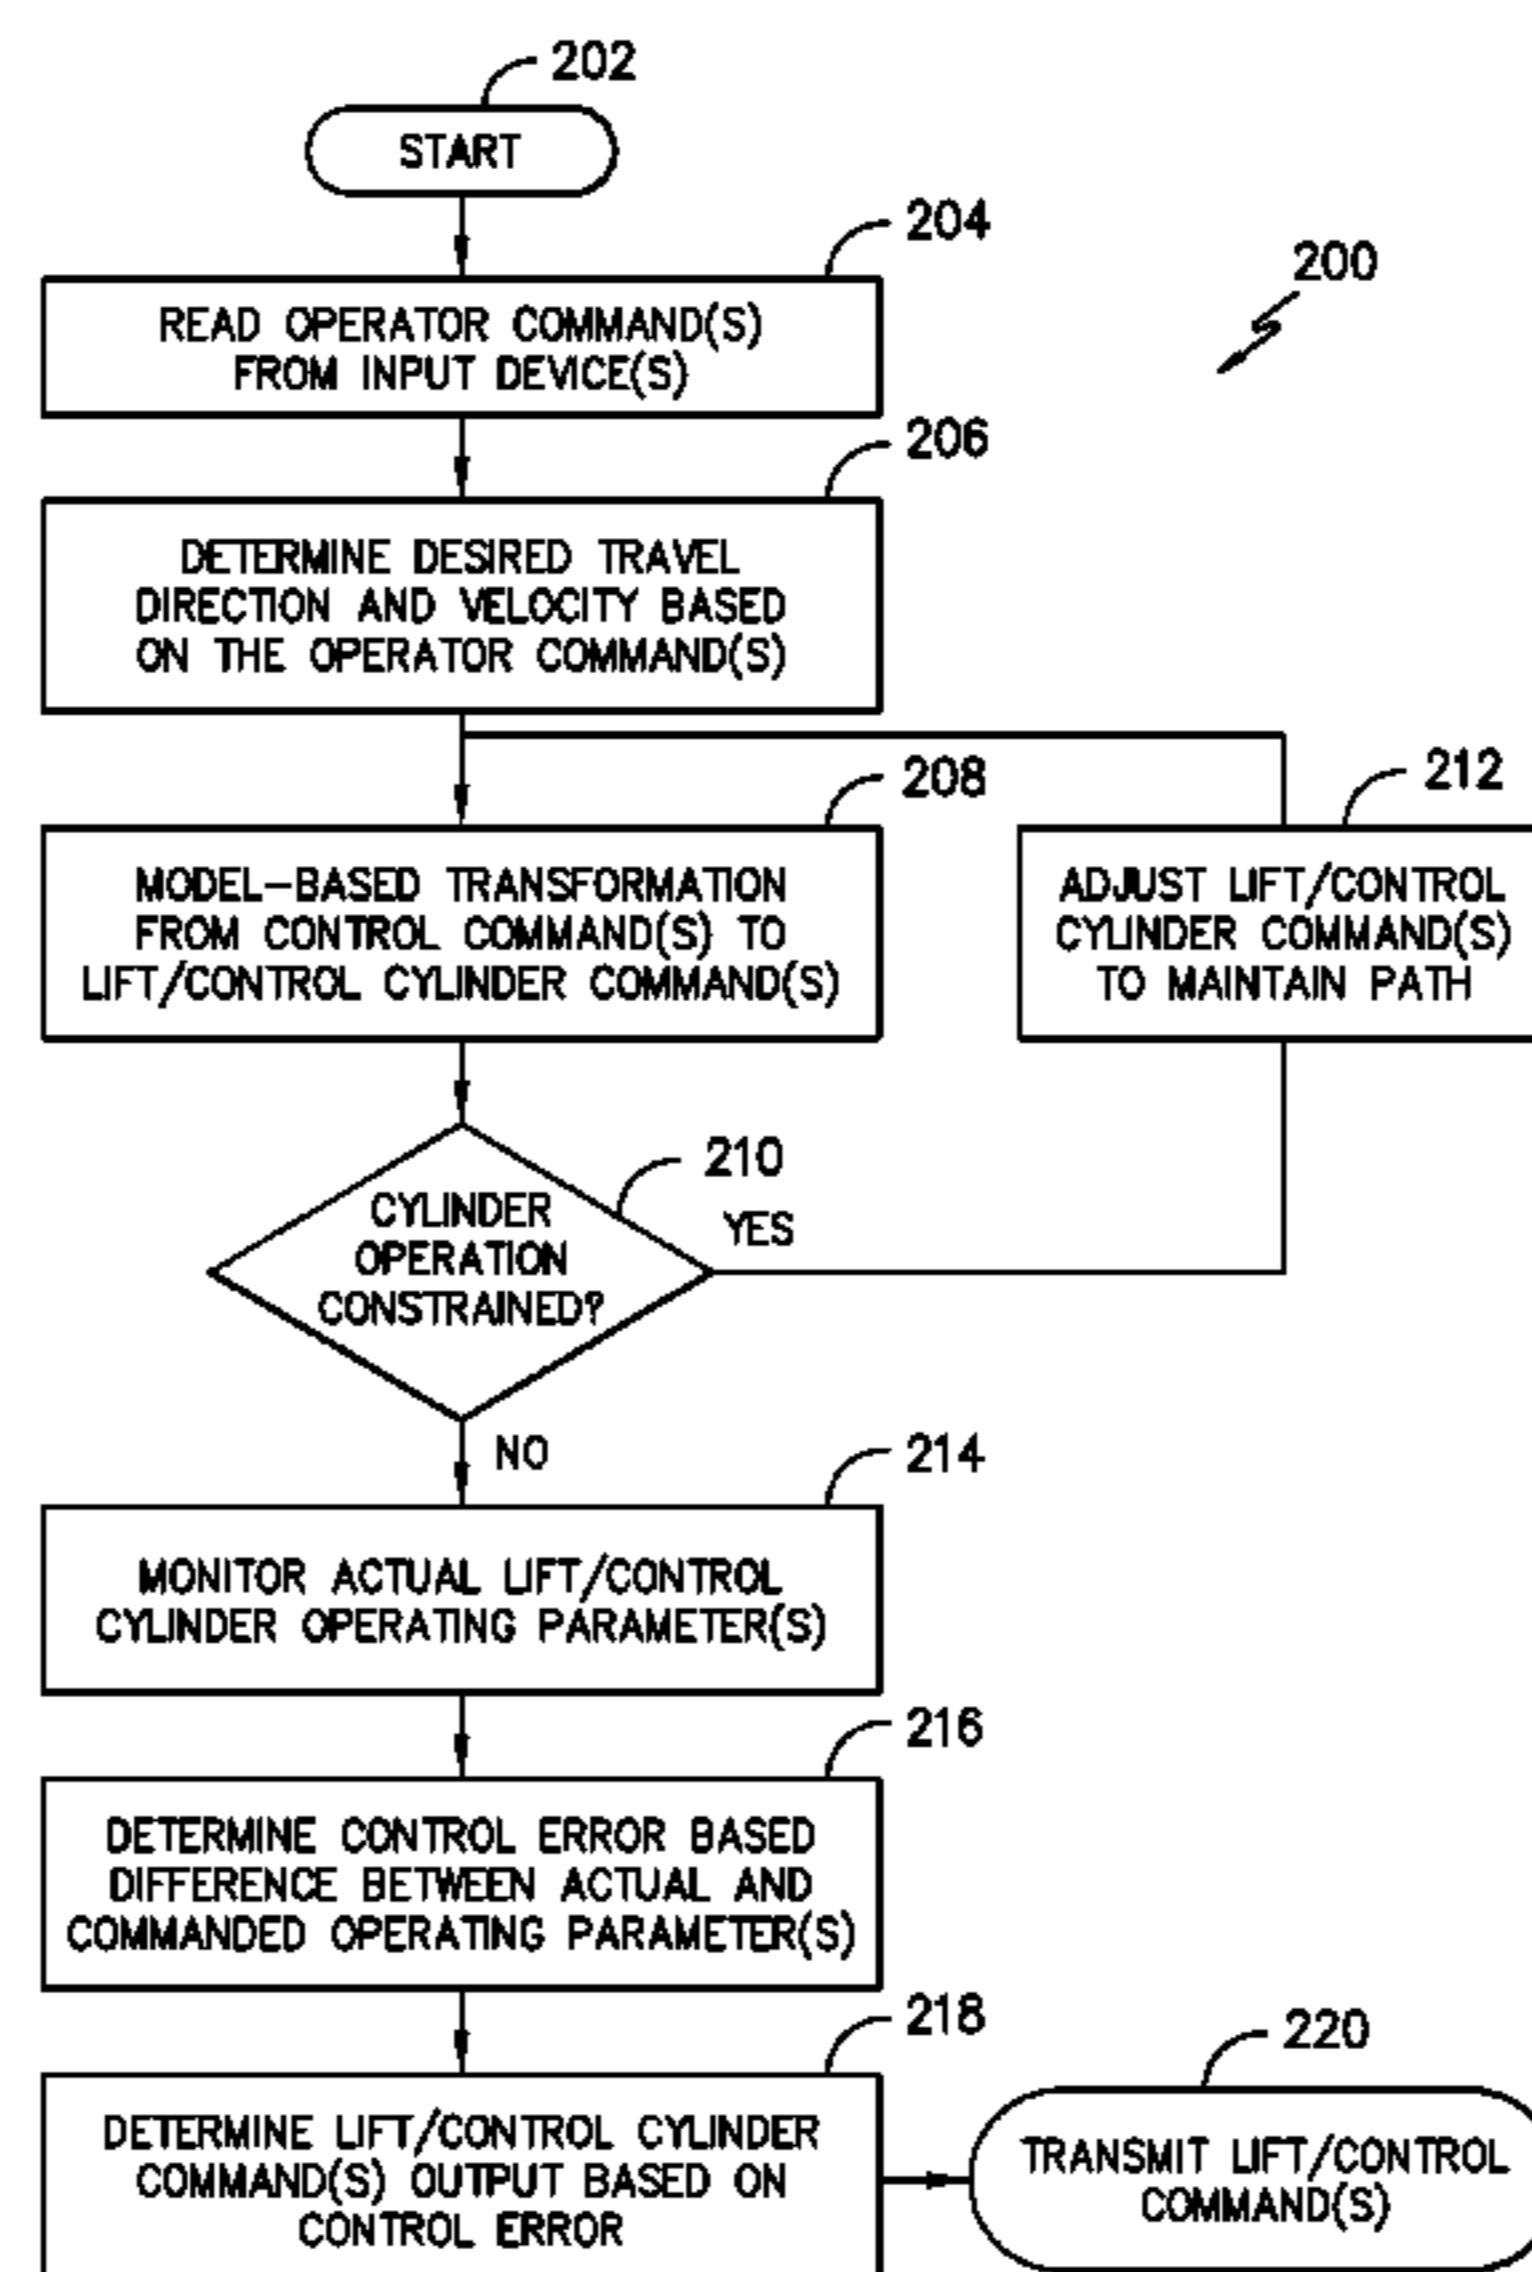 202
START
204
200
READ OPERATOR COMMAND(S)
FROM INPUT DEVICE(S)
206
DETERMINE DESIRED TRAVEL
DIRECTION AND VELOCITY BASED
ON THE OPERATOR COMMAND(S)
208
212
MODEL-BASED TRANSFORMATION
FROM CONTROL COMMAND(S) TO
LIFT/CONTROL CYLINDER COMMAND(S)
ADJUST LIFT/CONTROL
CYLINDER COMMAND(S)
TO MAINTAIN PATH
210
CYLINDER
OPERATION
CONSTRAINED?
YES
NO
214
MONITOR ACTUAL LIFT/CONTROL
CYLINDER OPERATING PARAMETER(S)
216
DETERMINE CONTROL ERROR BASED
DIFFERENCE BETWEEN ACTUAL AND
COMMANDED OPERATING PARAMETER(S)
218
220
DETERMINE LIFT/CONTROL CYLINDER
COMMAND(S) OUTPUT BASED ON
CONTROL ERROR
TRANSMIT LIFT/CONTROL
COMMAND(S)